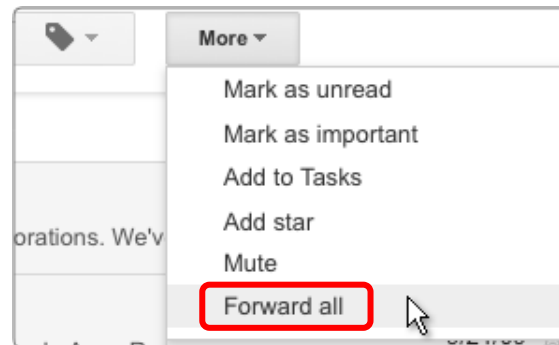 More
Mark as unread
Mark as important
Add to Tasks
Add star
orations. We'v
Mute
Forward all